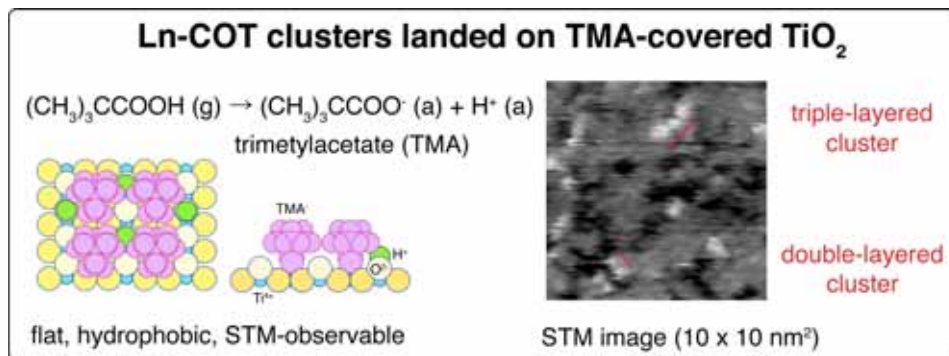 Ln-COT clusters landed on TMA-covered TiO₂
(CH₃)₃CCOOH (g) → (CH₃)₃CCOO⁻ (a) + H⁺ (a)
trimetylacetate (TMA)
TMA⁻
H⁺
O²⁻
Ti⁴⁺
flat, hydrophobic, STM-observable
triple-layered
cluster
double-layered
cluster
STM image (10 x 10 nm²)